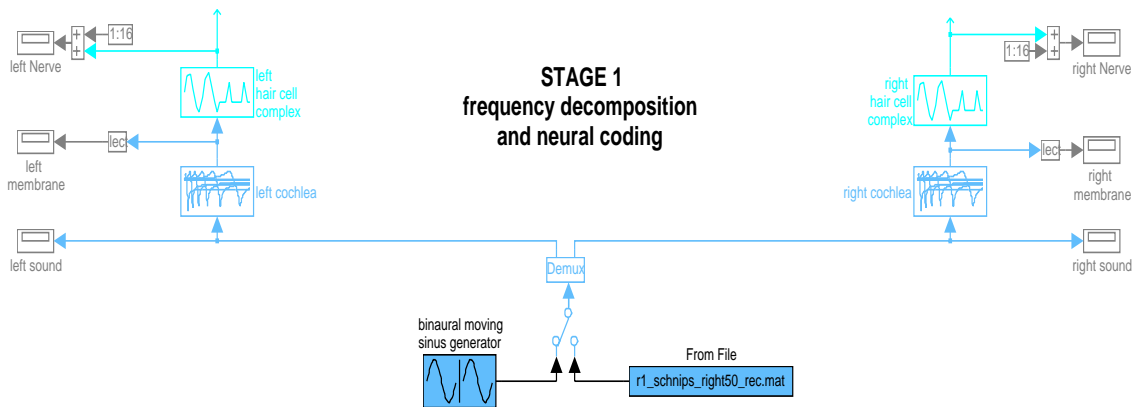 1:16
+
+
left Nerve
left
hair cell
complex
STAGE 1
frequency decomposition
and neural coding
right
hair cell
complex
+
+
1:16
right Nerve
lect
left
membrane
left cochlea
right cochlea
lect
right
membrane
left sound
Demux
right sound
binaural moving
sinus generator
From File
r1_schnips_right50_rec.mat